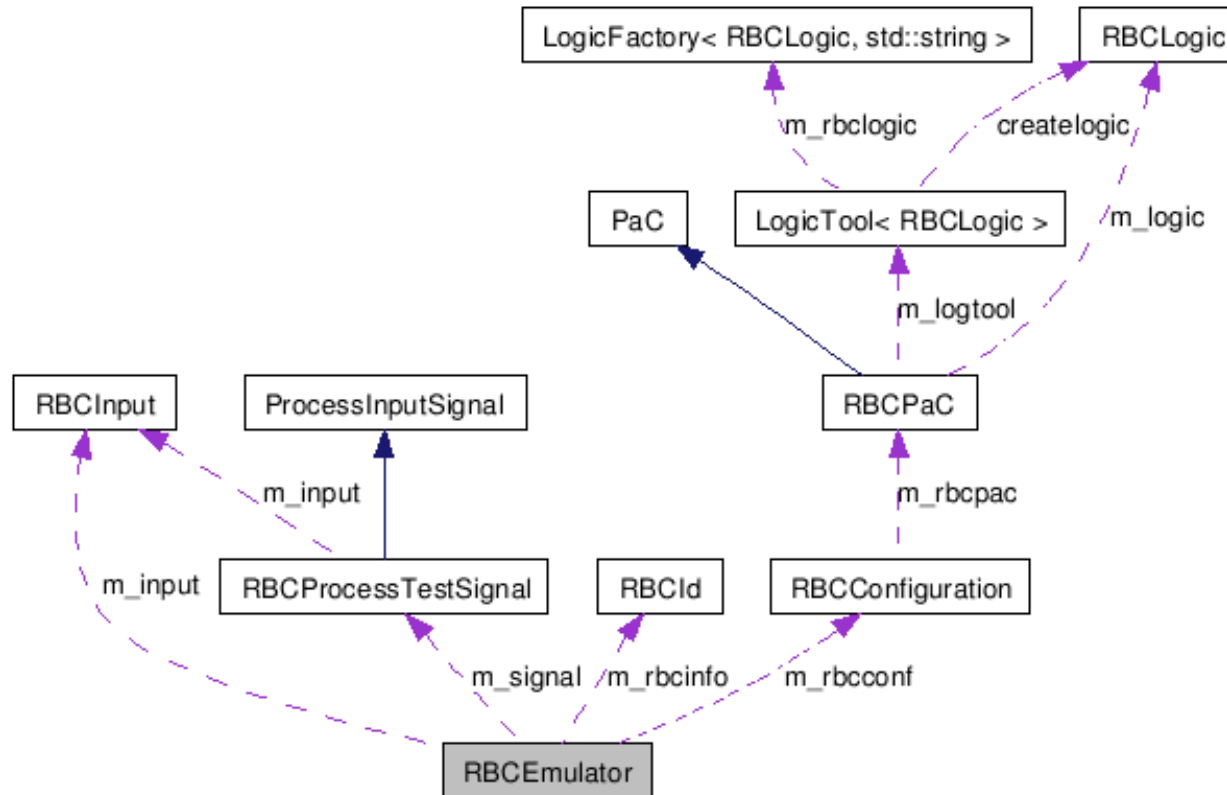 LogicFactory< RBCLogic, std::string >
RBCLogic
m_rbclogic
createlogic
PaC
LogicTool< RBCLogic >
m_logic
m_logtool
RBCInput
ProcessInputSignal
RBCPaC
m_input
m_rbcpac
m_input
RBCProcessTestSignal
RBCId
RBCConfiguration
m_signal
m_rbcinfo
m_rbcconf
RBCEmulator